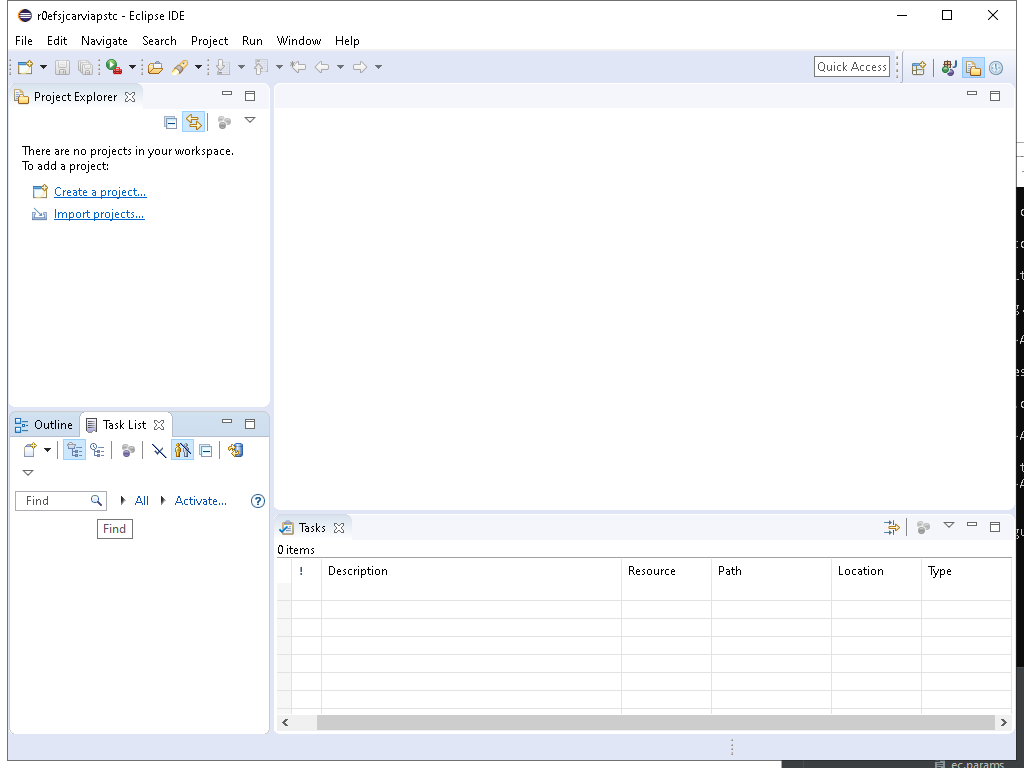 r0efsjcarviapstc - Eclipse IDE
File Edit Navigate Search Project Run Window Help
Quick Access
Project Explorer
There are no projects in your workspace.
To add a project:
Create a project...
Import projects...
Outline Task List
Find All Activate...
Find
Tasks
0 items
! Description Resource Path Location Type
ec.params